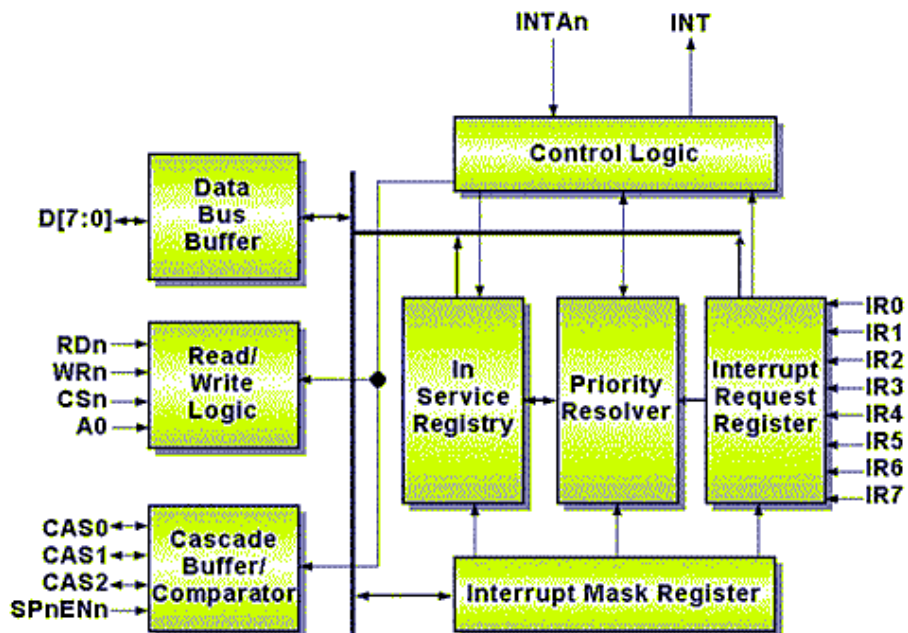 INTAn
INT
Control Logic
Data
Bus
Buffer
D[7:0]
RDn
WRn
CSn
A0
Read/
Write
Logic
In
Service
Registry
Priority
Resolver
Interrupt
Request
Register
IR0
IR1
IR2
IR3
IR4
IR5
IR6
IR7
CAS0
CAS1
CAS2
SPnENn
Cascade
Buffer/
Comparator
Interrupt Mask Register